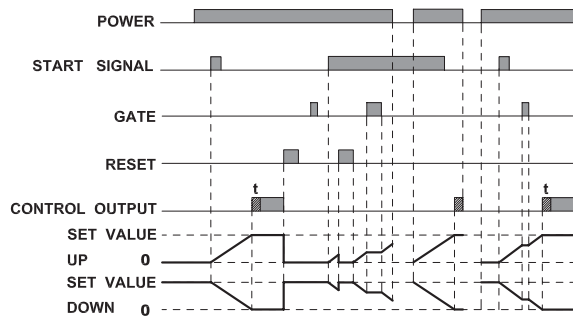 POWER
START SIGNAL
GATE
RESET
t t
CONTROL OUTPUT
SET VALUE
UP 0
SET VALUE
DOWN 0